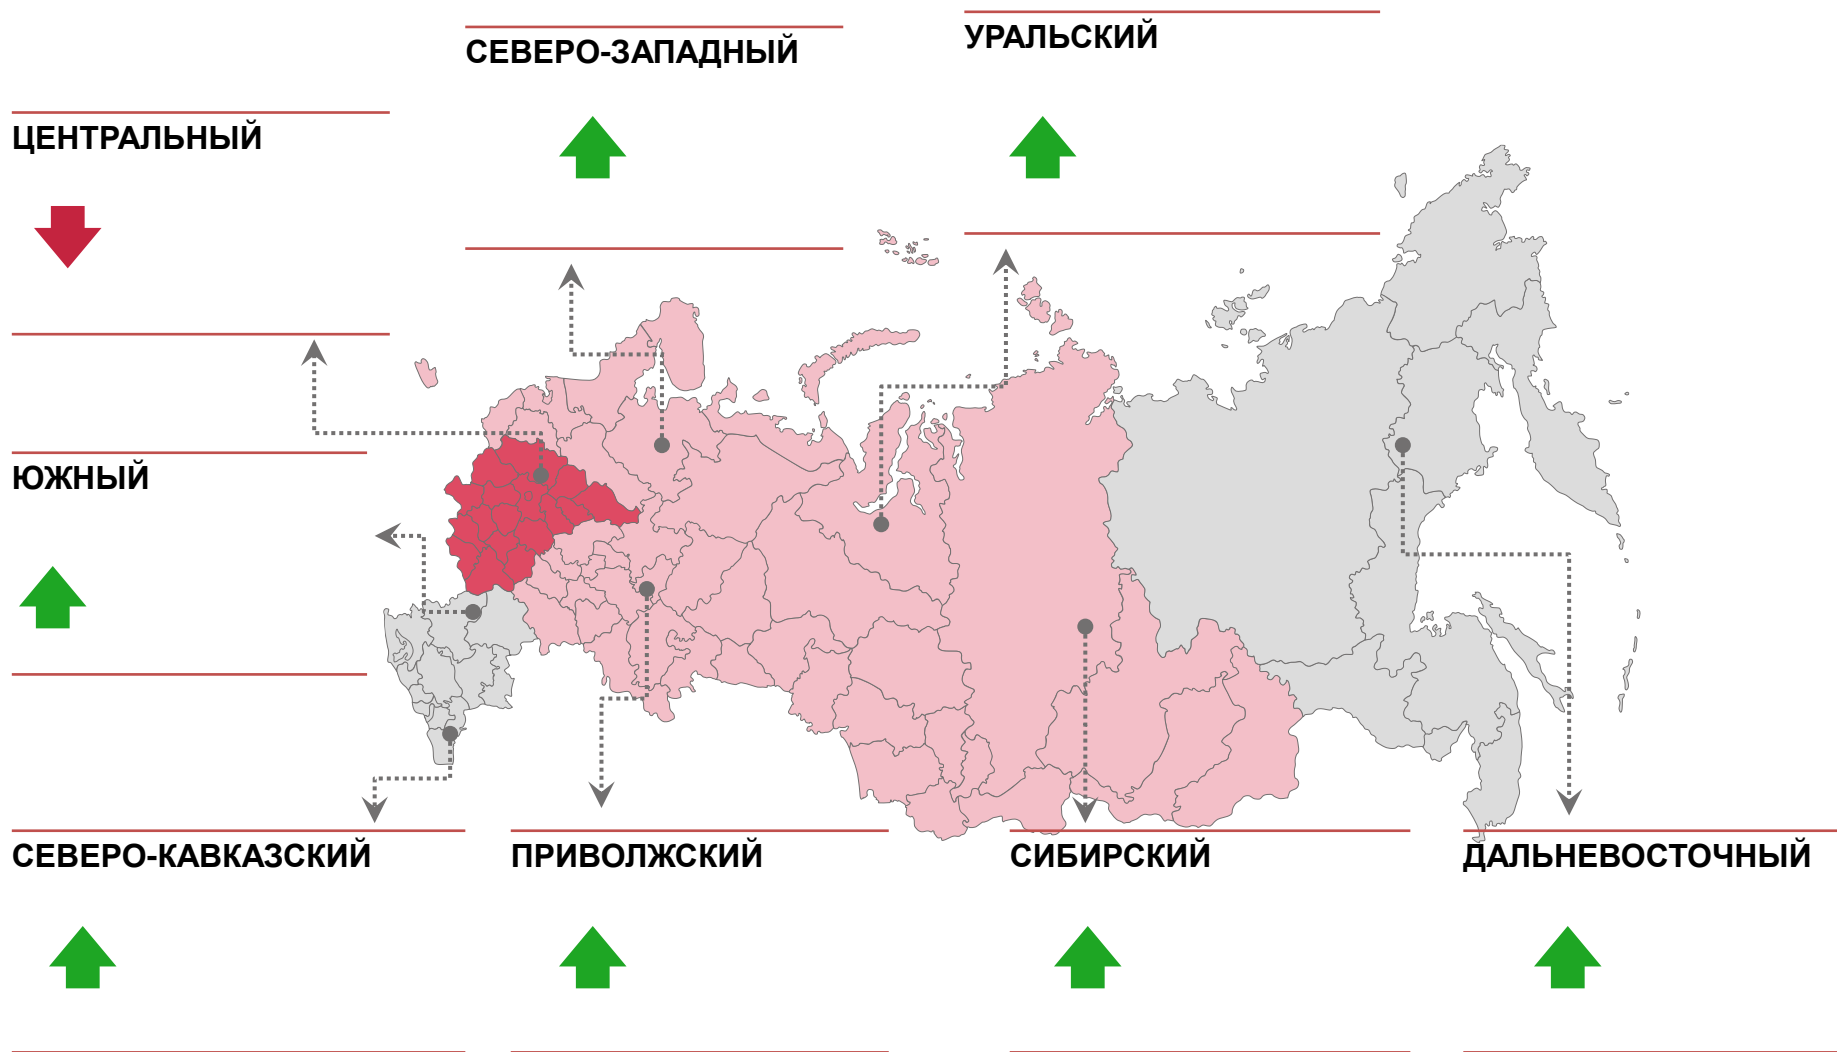 СЕВЕРО-ЗАПАДНЫЙ
УРАЛЬСКИЙ
ЦЕНТРАЛЬНЫЙ
ЮЖНЫЙ
СЕВЕРО-КАВКАЗСКИЙ
ПРИВОЛЖСКИЙ
СИБИРСКИЙ
ДАЛЬНЕВОСТОЧНЫЙ